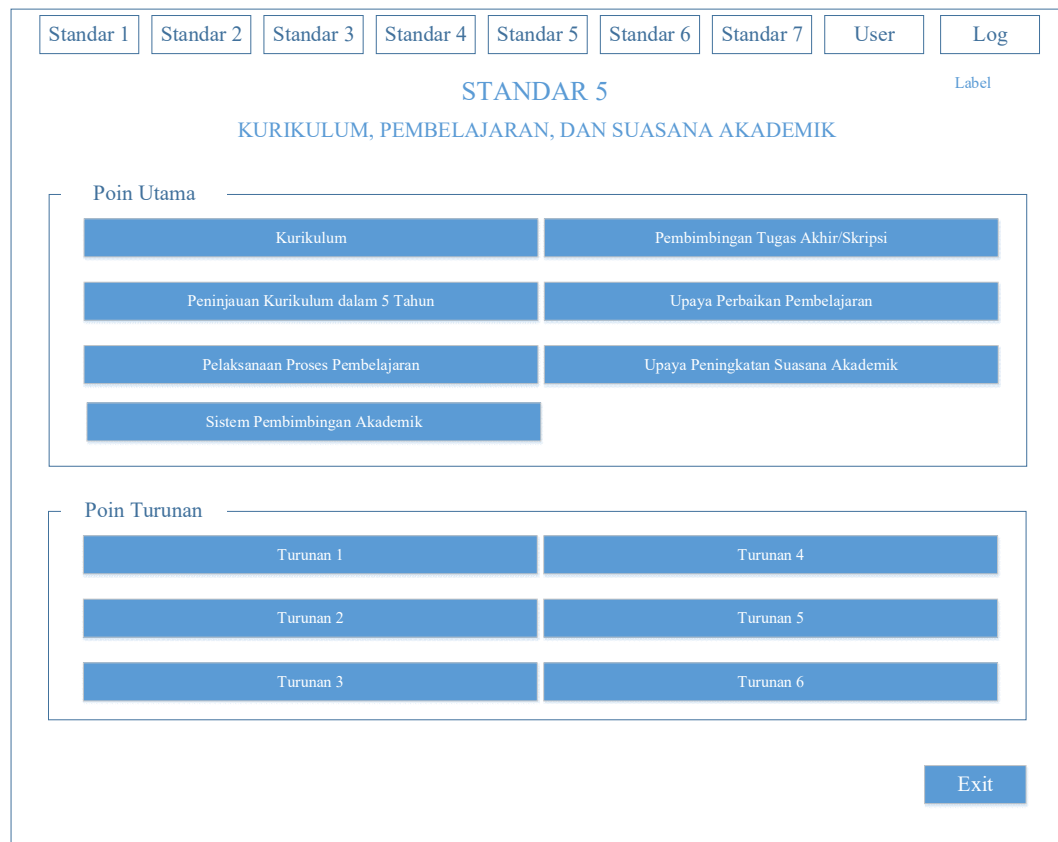 Standar 1 Standar 2 Standar 3 Standar 4 Standar 5 Standar 6 Standar 7 User Log
STANDAR 5
Label
KURIKULUM, PEMBELAJARAN, DAN SUASANA AKADEMIK
Poin Utama
Kurikulum
Pembimbingan Tugas Akhir/Skripsi
Peninjauan Kurikulum dalam 5 Tahun
Upaya Perbaikan Pembelajaran
Pelaksanaan Proses Pembelajaran
Upaya Peningkatan Suasana Akademik
Sistem Pembimbingan Akademik
Poin Turunan
Turunan 1
Turunan 4
Turunan 2
Turunan 5
Turunan 3
Turunan 6
Exit